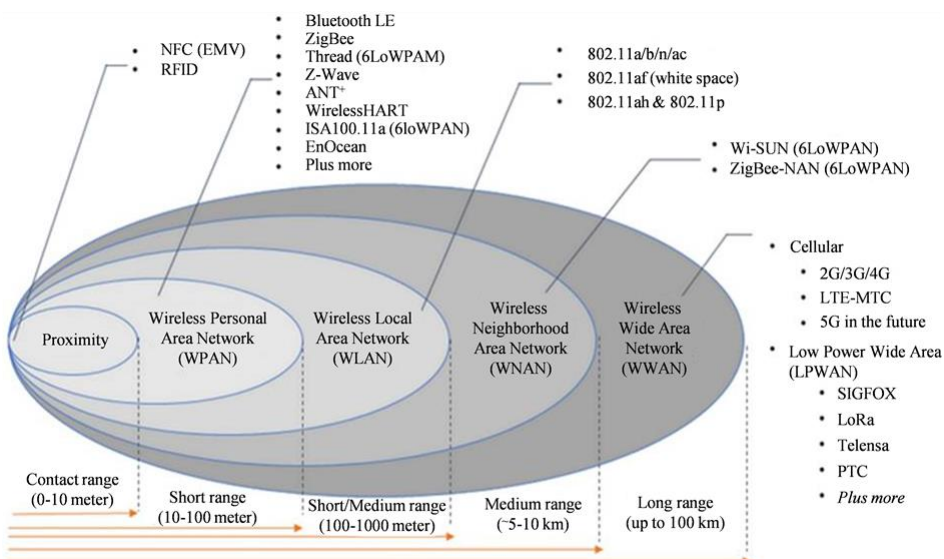 NFC (EMV)
RFID
Bluetooth LE
ZigBee
Thread (6LoWPAM)
Z-Wave
ANT+
WirelessHART
ISA100.11a (6loWPAN)
EnOcean
Plus more
802.11a/b/n/ac
802.11af (white space)
802.11ah & 802.11p
Wi-SUN (6LoWPAN)
ZigBee-NAN (6LoWPAN)
Cellular
2G/3G/4G
LTE-MTC
5G in the future
Low Power Wide Area
(LPWAN)
SIGFOX
LoRa
Telensa
PTC
Plus more
Proximity
Wireless Personal
Area Network
(WPAN)
Wireless Local
Area Network
(WLAN)
Wireless
Neighborhood
Area Network
(WNAN)
Wireless
Wide Area
Network
(WWAN)
Contact range
(0-10 meter)
Short range
(10-100 meter)
Short/Medium range
(100-1000 meter)
Medium range
(~5-10 km)
Long range
(up to 100 km)